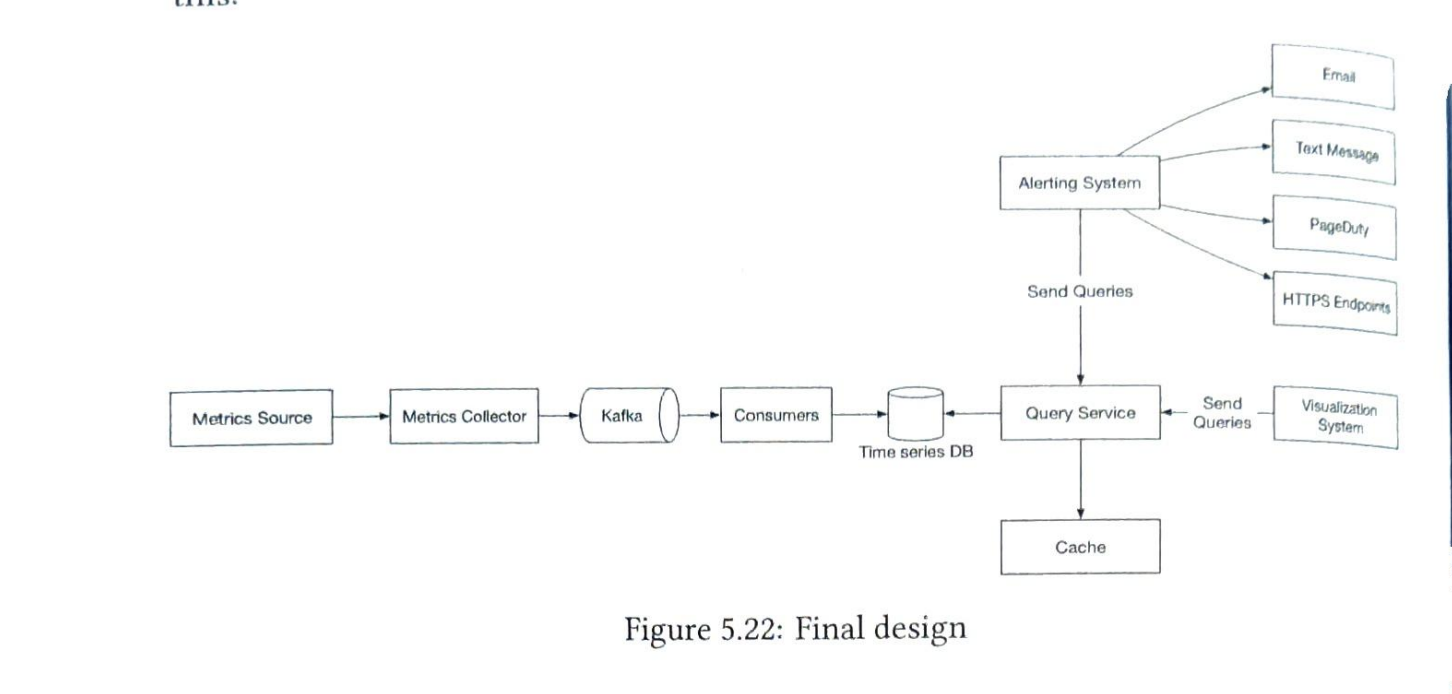 this.
Email
Text Message
Alerting System
PageDuty
Send Queries
HTTPS Endpoints
Metrics Source
Metrics Collector
Kafka
Consumers
Time series DB
Query Service
Send
Queries
Visualization
System
Cache
Figure 5.22: Final design